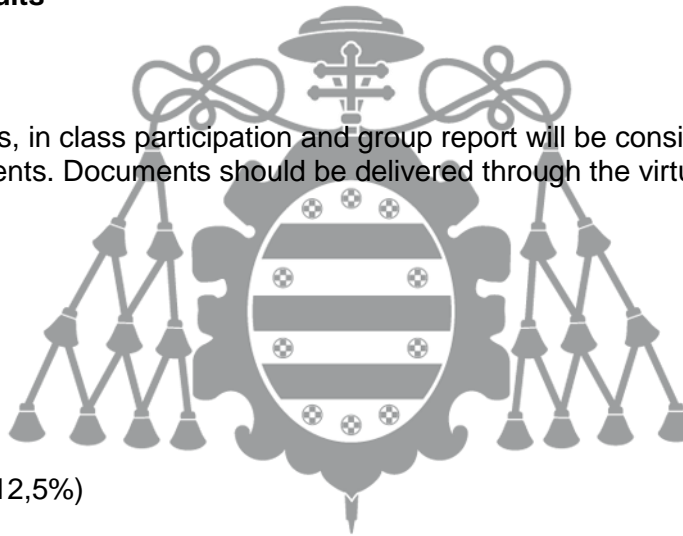 s, in class participation and group report will be consi
ents. Documents should be delivered through the virtu
12,5%)